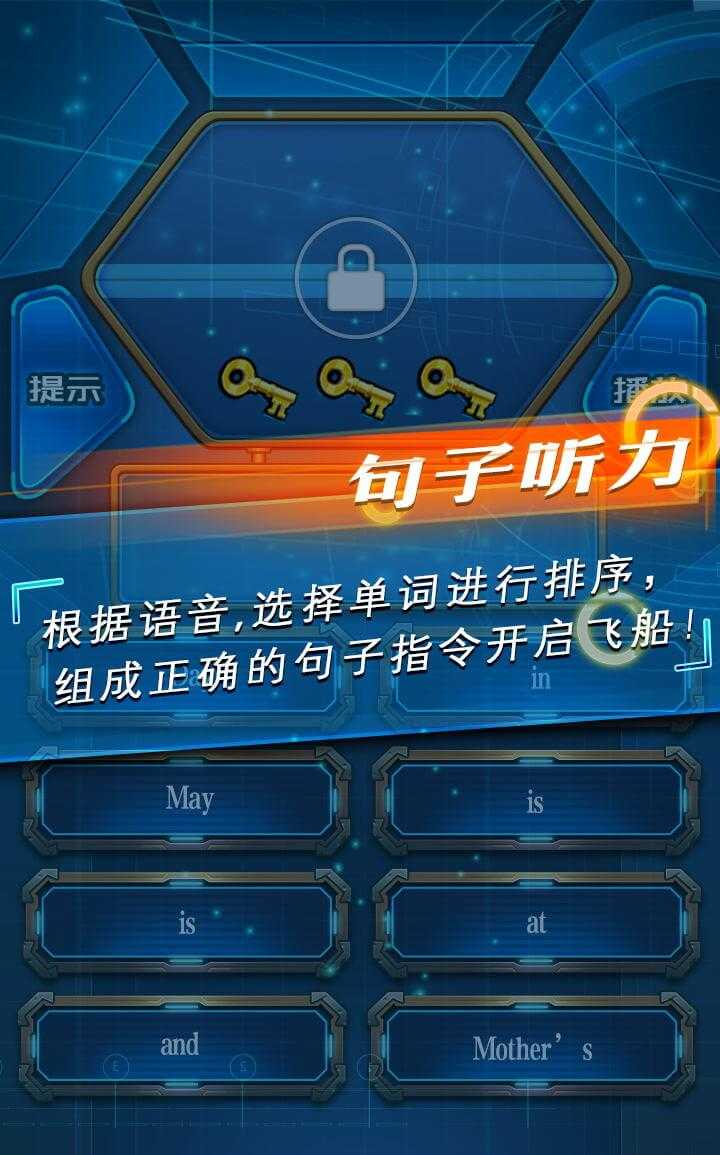 提示
播放
句子听力
根据语音,选择单词进行排序，
组成正确的句子指令开启飞船！
in
May
is
is
at
and
Mother’s
3
2